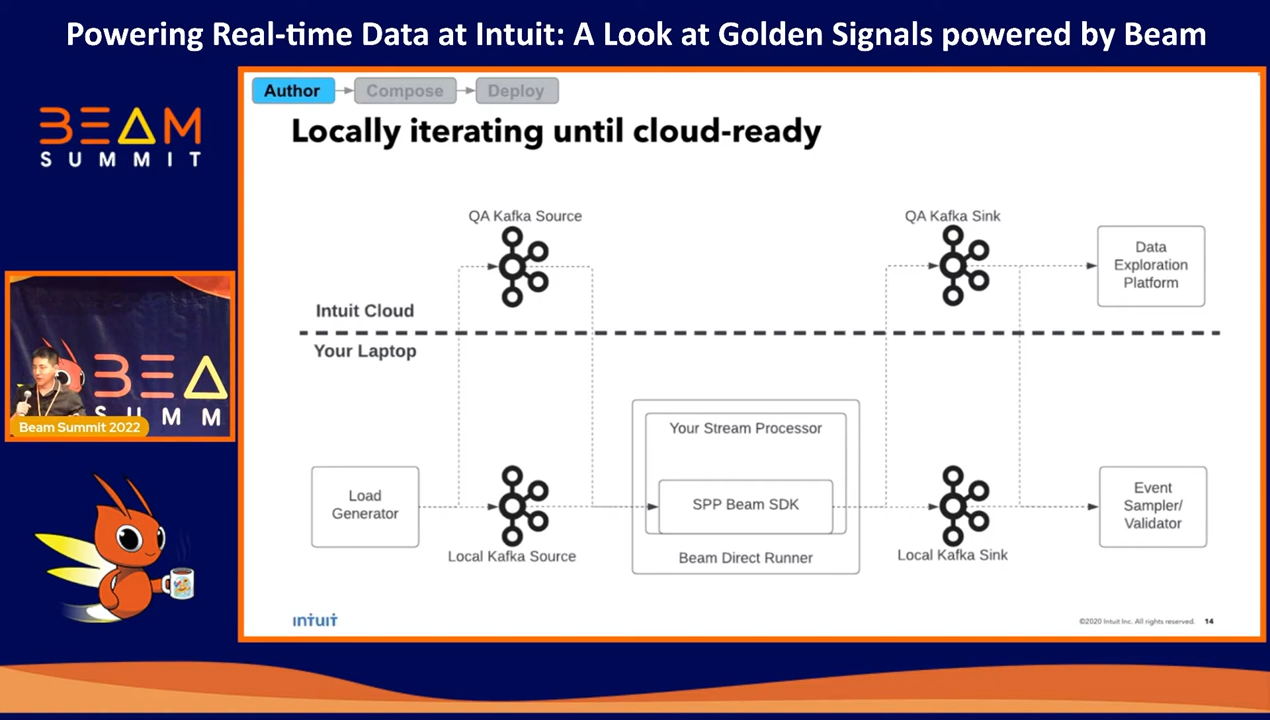 Powering Real-time Data at Intuit: A Look at Golden Signals powered by Beam
BEAM
SUMMIT
Author
Compose
Deploy
Locally iterating until cloud-ready
QA Kafka Source
QA Kafka Sink
Data
Exploration
Platform
Intuit Cloud
Your Laptop
Load
Generator
Local Kafka Source
Your Stream Processor
SPP Beam SDK
Beam Direct Runner
Local Kafka Sink
Event
Sampler/
Validator
BEA
SUMM
Beam Summit 2022
intuit
©2020 Intuit Inc. All rights reserved.
14